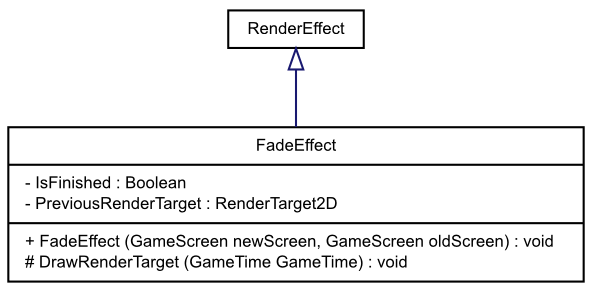 RenderEffect
FadeEffect
- IsFinished : Boolean
- PreviousRenderTarget : RenderTarget2D
+ FadeEffect (GameScreen newScreen, GameScreen oldScreen) : void
# DrawRenderTarget (GameTime GameTime) : void